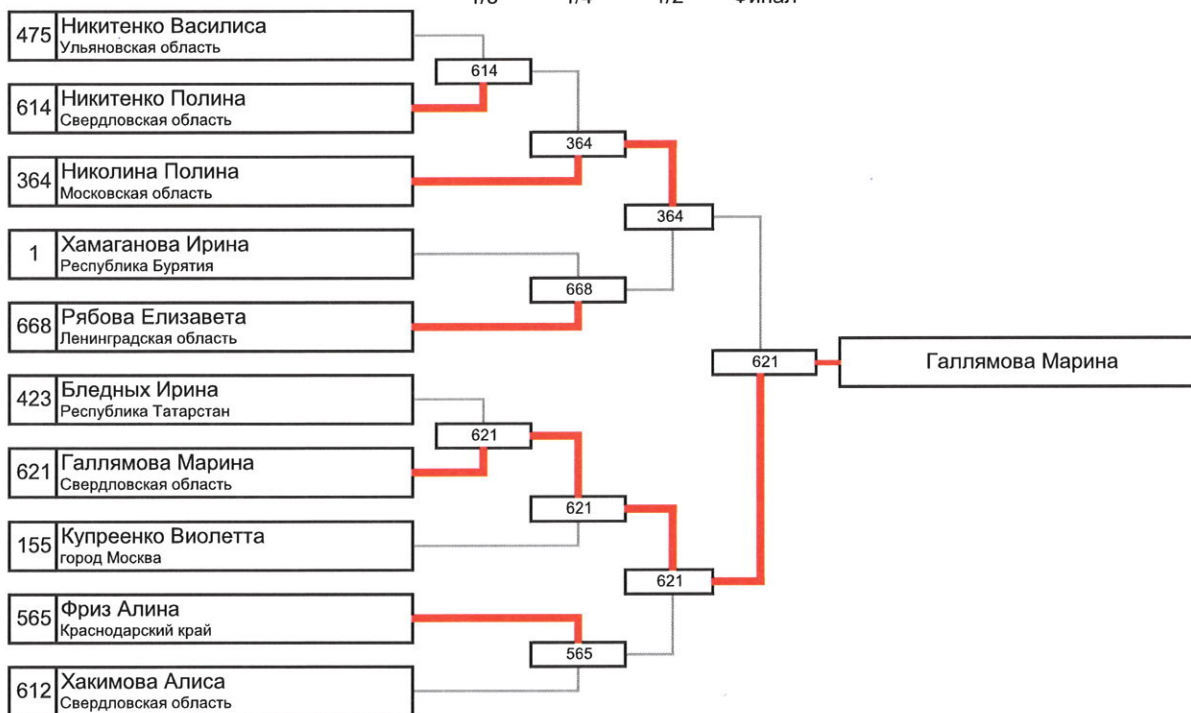 475 Никитенко Василиса
Ульяновская область
614
614 Никитенко Полина
Свердловская область
364
364 Николина Полина
Московская область
364
1 Хамаганова Ирина
Республика Бурятия
668
668 Рябова Елизавета
Ленинградская область
621 Галлямова Марина
423 Бледных Ирина
Республика Татарстан
621
621 Галлямова Марина
Свердловская область
621
155 Купреенко Виолетта
город Москва
621
565 Фриз Алина
Краснодарский край
565
612 Хакимова Алиса
Свердловская область